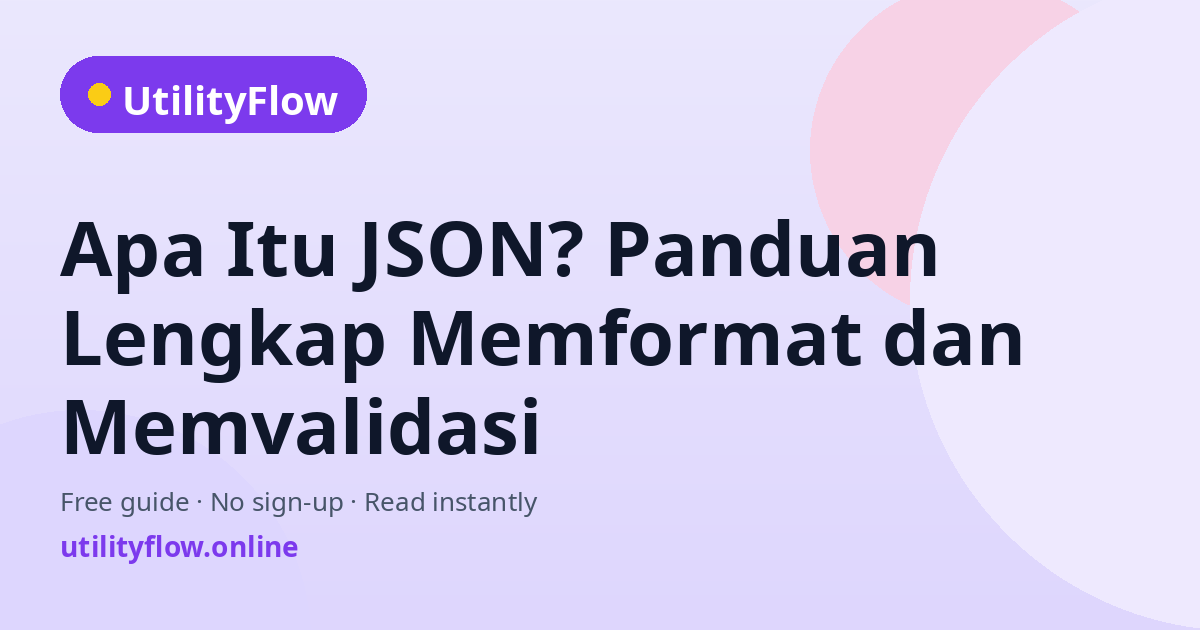 UtilityFlow
Apa Itu JSON? Panduan
Lengkap Memformat dan
Memvalidasi
Free guide · No sign-up · Read instantly
utilityflow.online